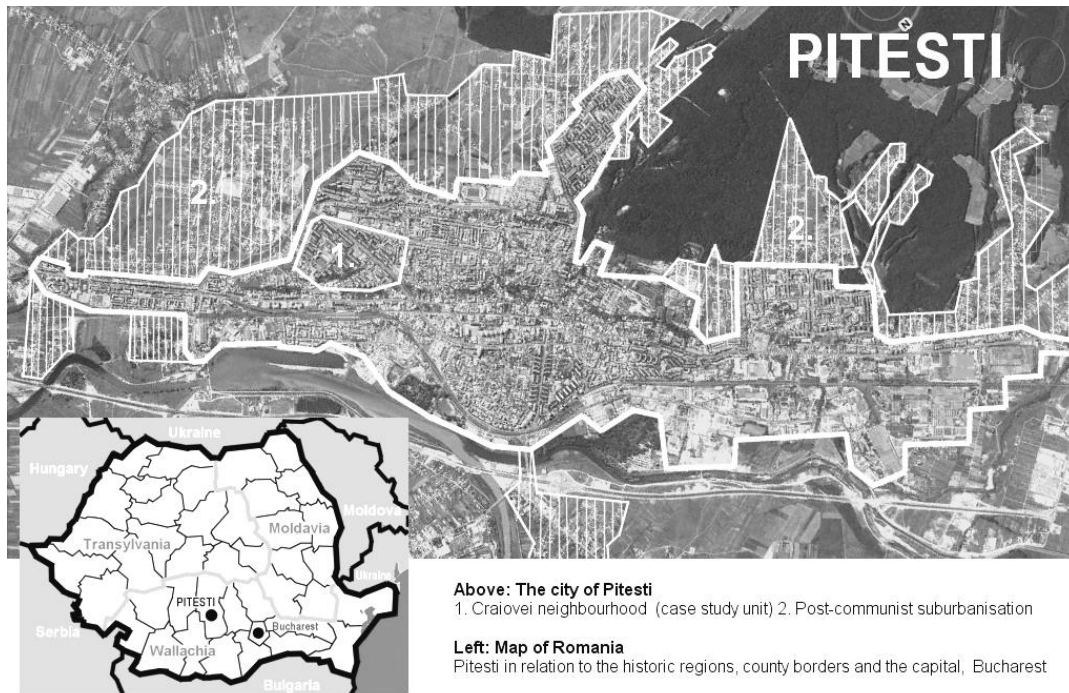 PITESTI
N
2.
1
2.
Ukraine
Hungary
Moldova
Moldavia
Transylvania
Ukraine
PITESTI
Bucharest
Serbia
Wallachia
Bulgaria
Above: The city of Pitesti
1. Craiovei neighbourhood (case study unit) 2. Post-communist suburbanisation
Left: Map of Romania
Pitesti in relation to the historic regions, county borders and the capital, Bucharest